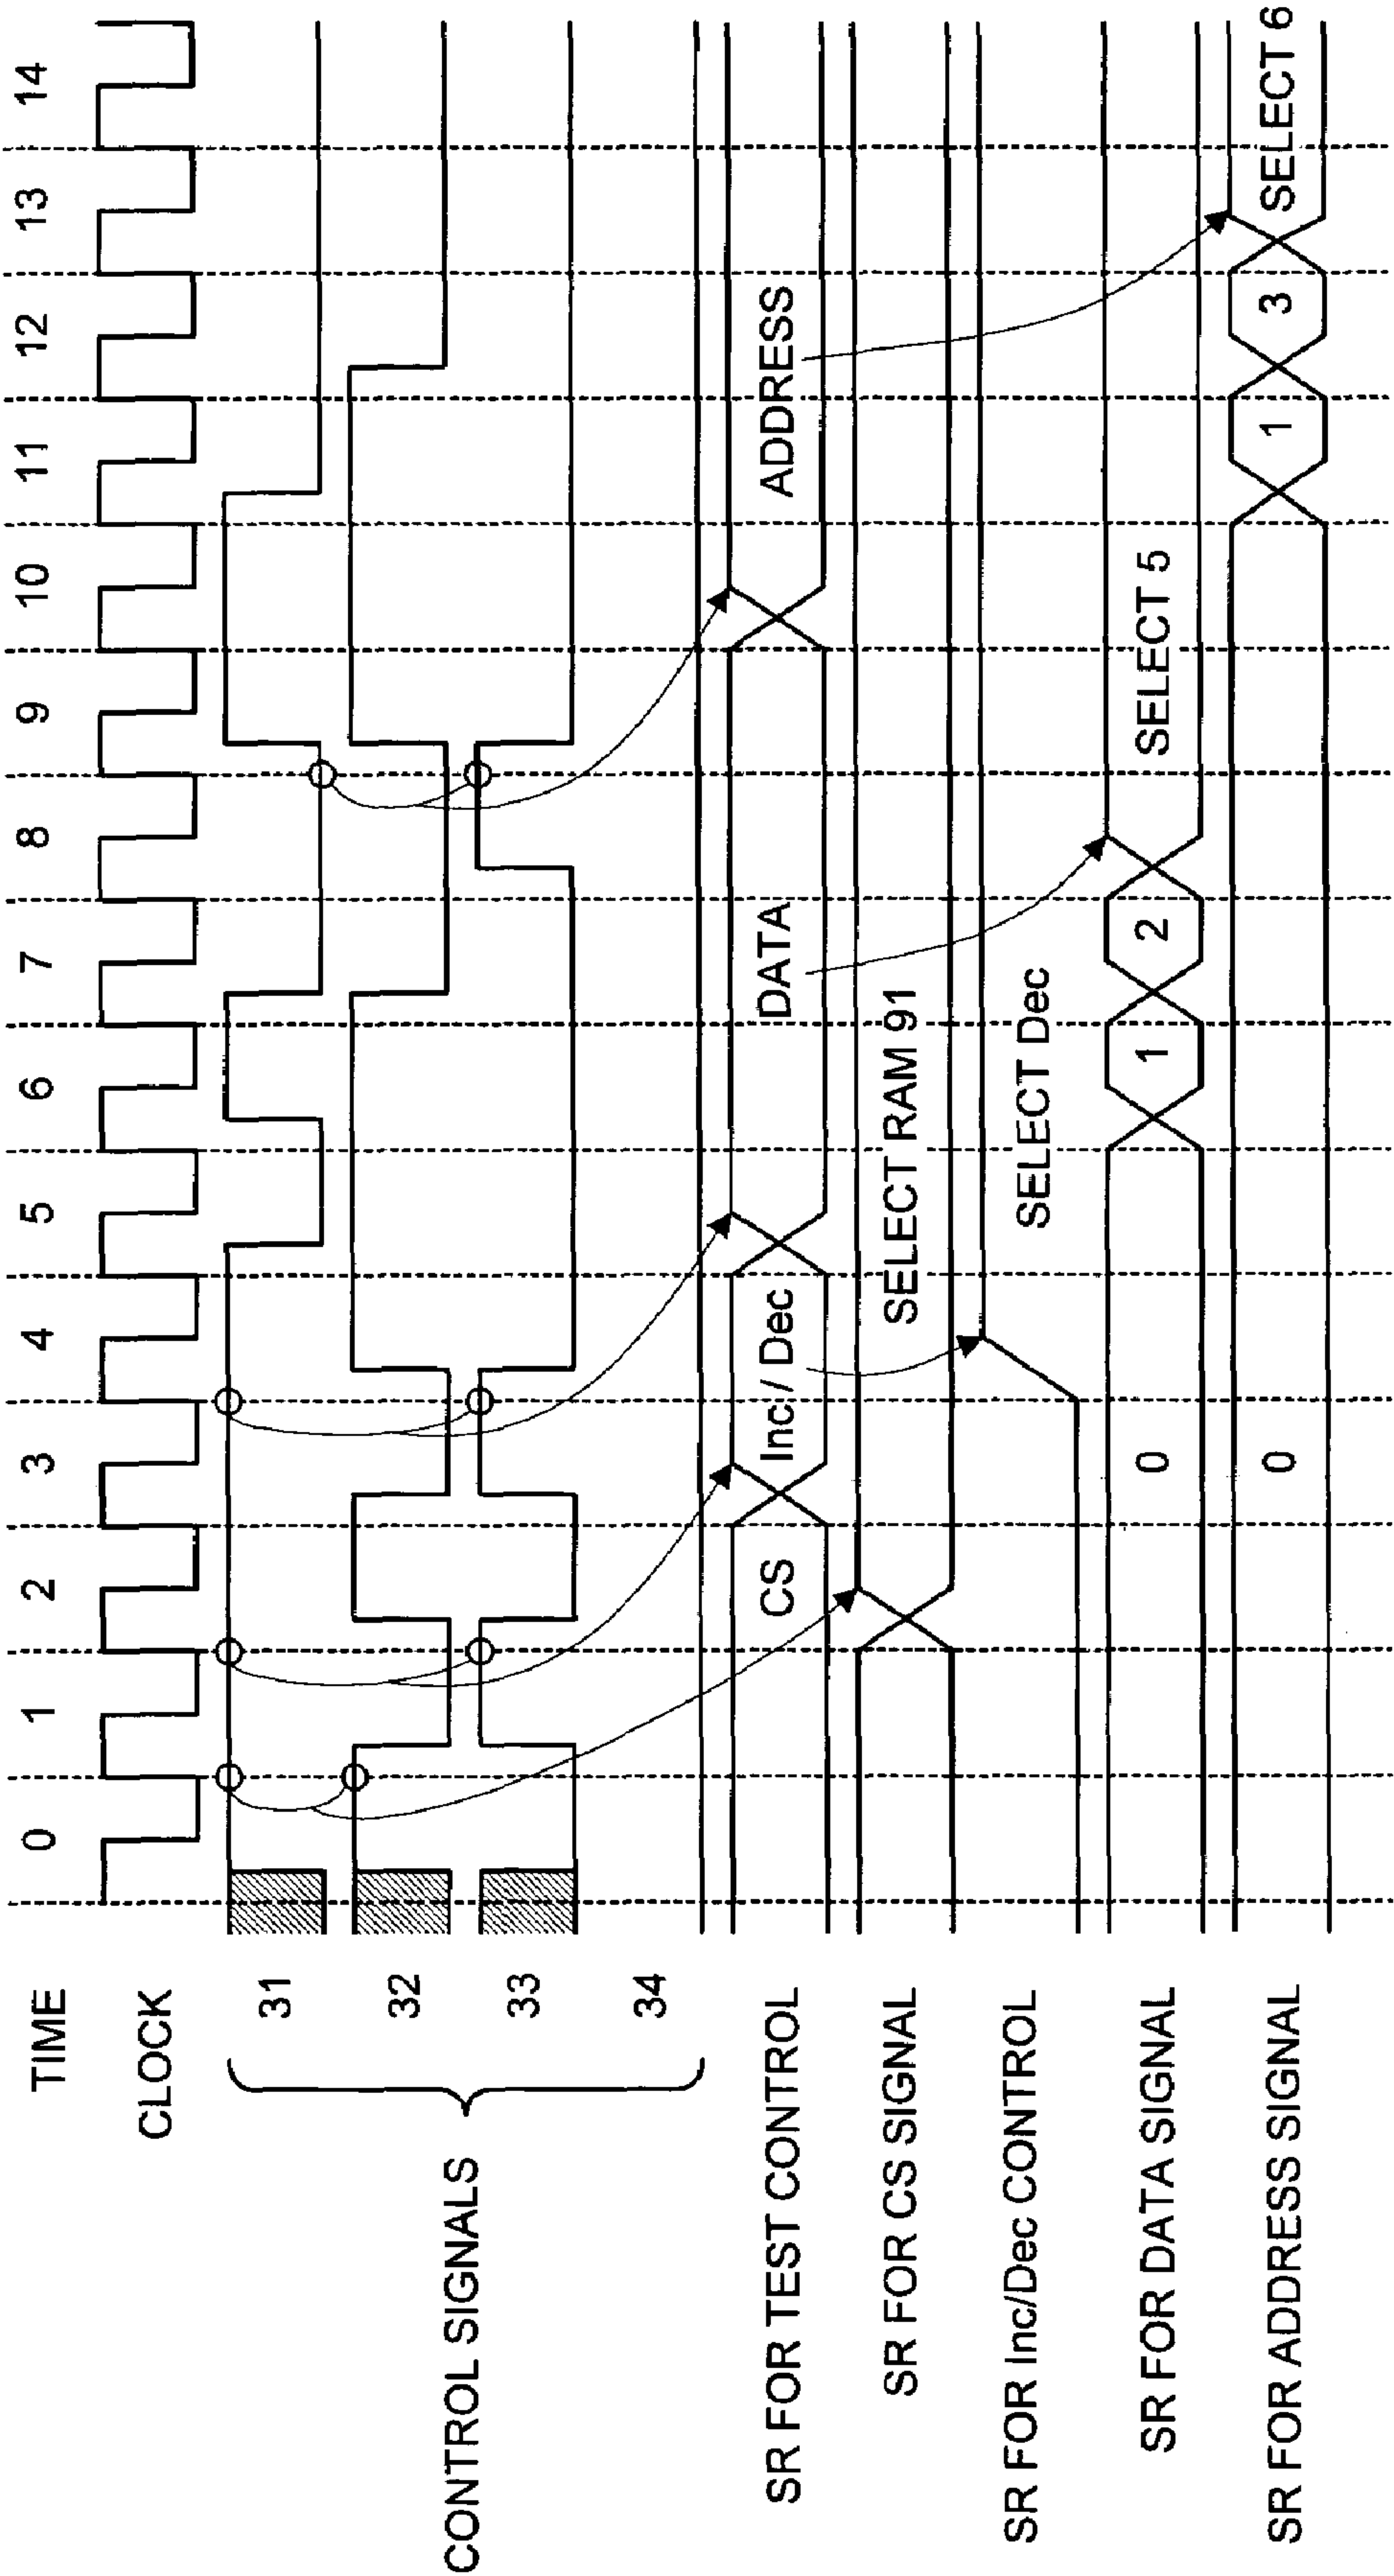 TIME 0 1 2 3 4 5 6 7 8 9 10 11 12 13 14
CLOCK
CONTROL SIGNALS
31
32
33
34
SR FOR TEST CONTROL CS Inc / Dec DATA ADDRESS
SR FOR CS SIGNAL SELECT RAM 91
SR FOR Inc/Dec CONTROL SELECT Dec
SR FOR DATA SIGNAL 0 1 2 SELECT 5
SR FOR ADDRESS SIGNAL 0 1 3 SELECT 6